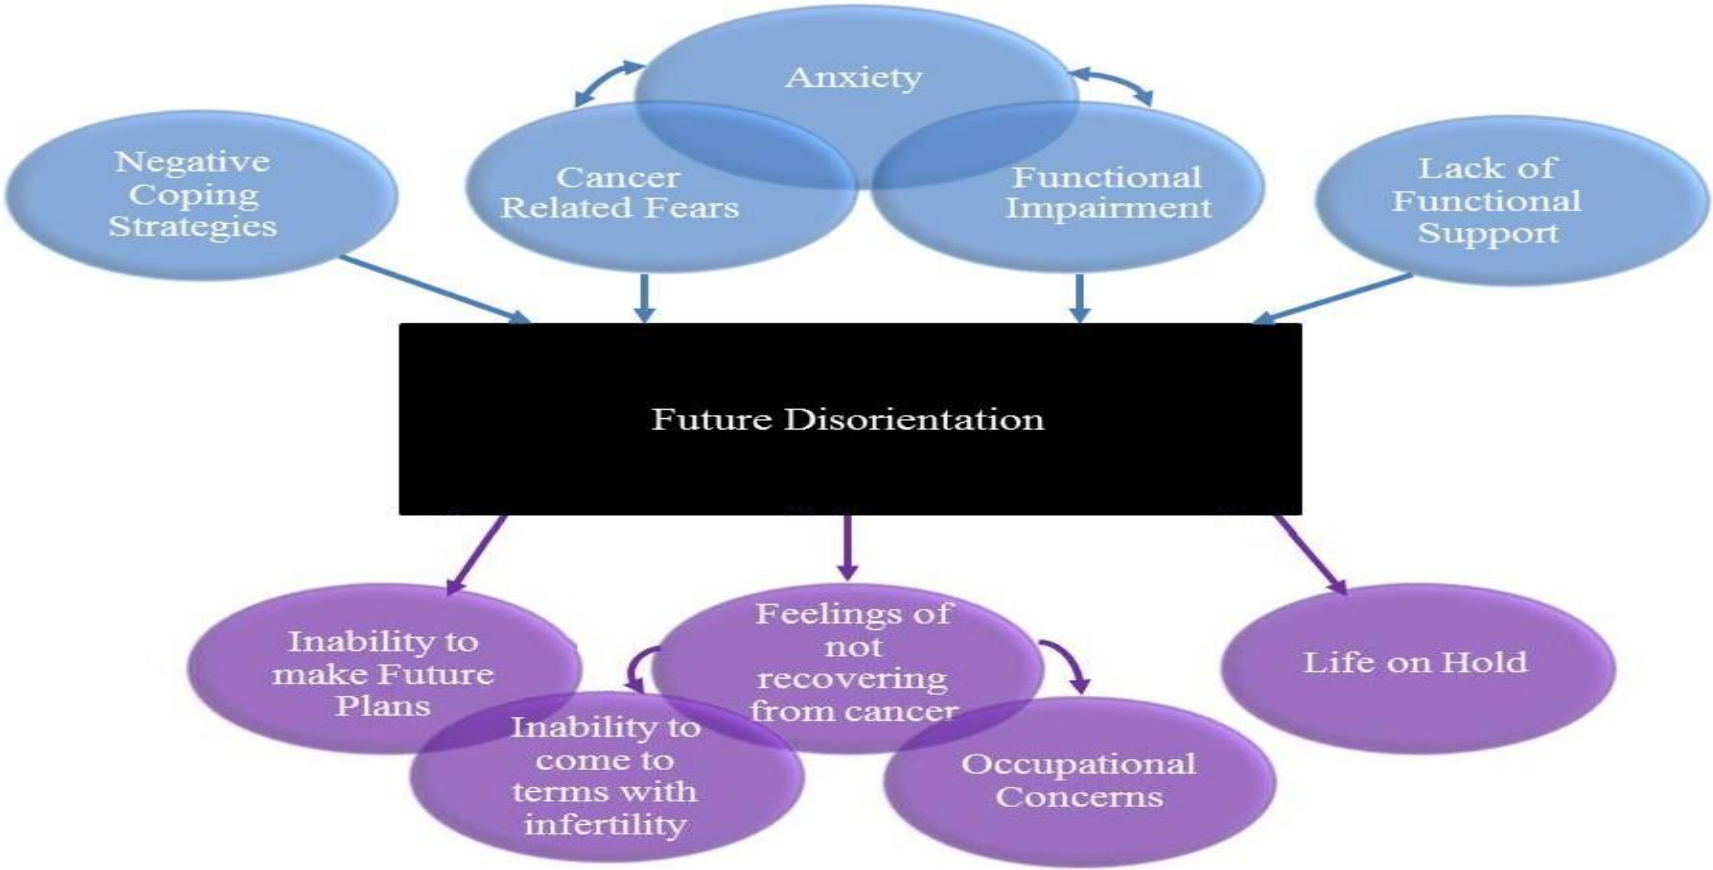 Anxiety
Negative
Coping
Strategies
Cancer
Related Fears
Functional
Impairment
Lack of
Functional
Support
Future Disorientation
Inability to
make Future
Plans
Feelings of
not
recovering
from cancer
Life on Hold
Inability to
come to
terms with
infertility
Occupational
Concerns